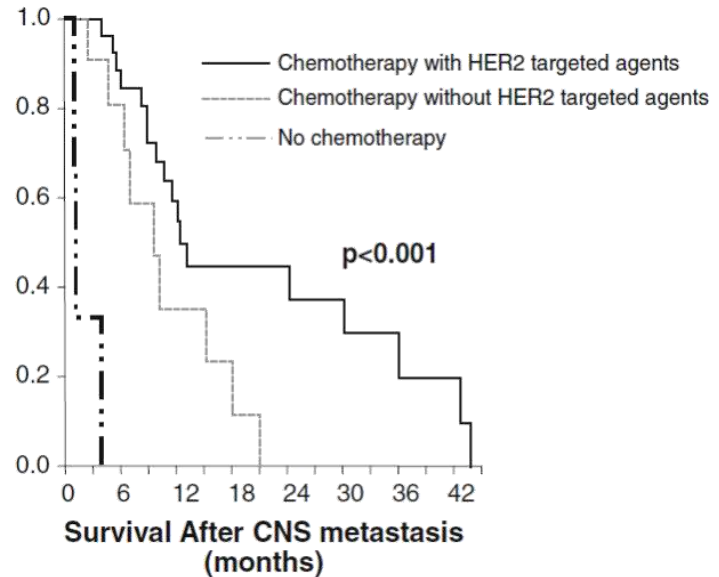 1.0
0.8
0.6
0.4
0.2
0.0
Chemotherapy with HER2 targeted agents
Chemotherapy without HER2 targeted agents
No chemotherapy
p<0.001
0 6 12 18 24 30 36 42
Survival After CNS metastasis
(months)